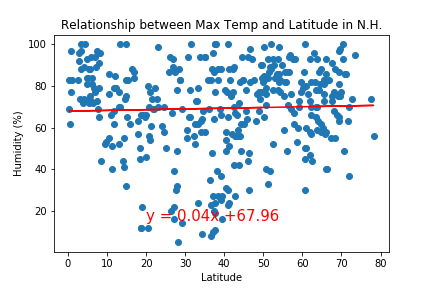 Relationship between Max Temp and Latitude in N.H.
100
80
60
40
20
Humidity (%)
y = 0.04x +67.96
0 10 20 30 40 50 60 70 80
Latitude